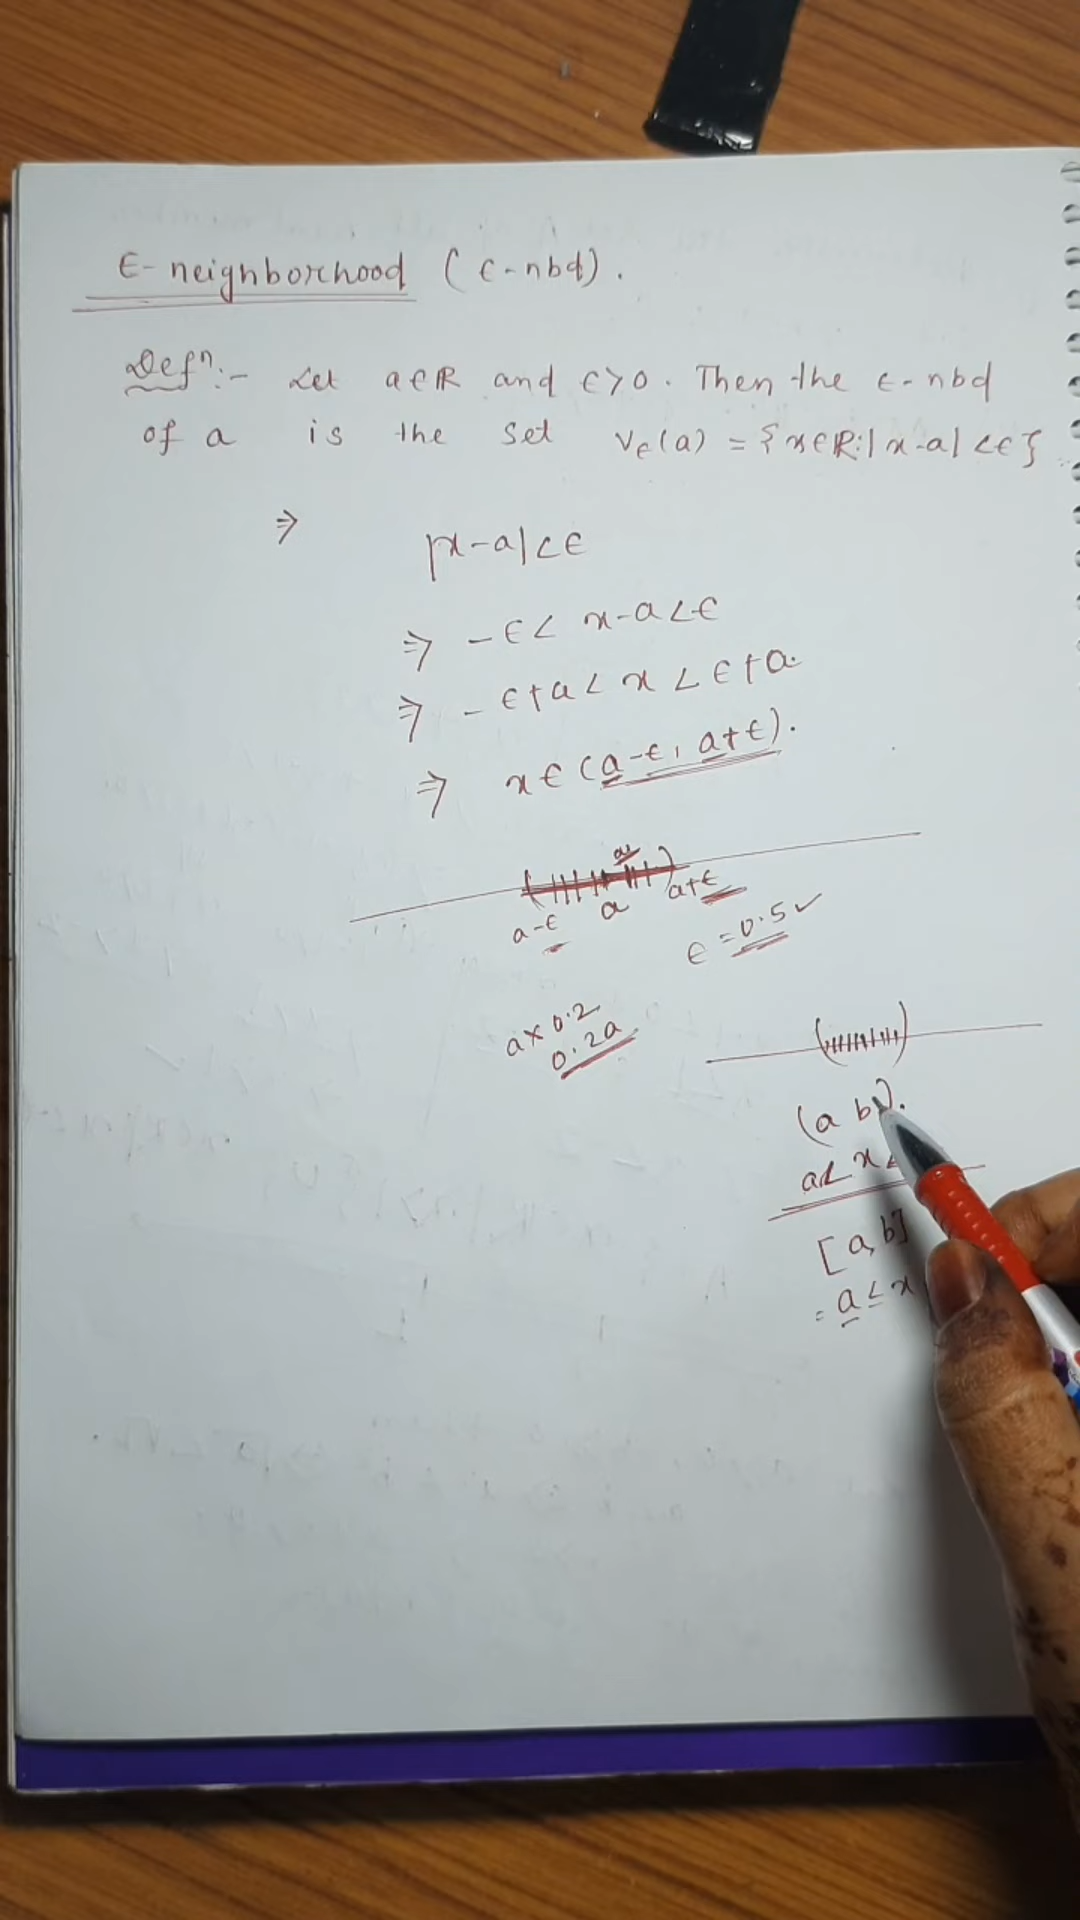 ϵ- neighborhood (ϵ-nbd).
Defⁿ:- Let a∈ℝ and ϵ>0. Then the ϵ-nbd
of a is the set Vϵ(a) = {x∈ℝ:|x-a|<ϵ}
⇒ |x-a|<ϵ
⇒ -ϵ< x-a<ϵ
⇒ -ϵ+a< x <ϵ+a.
⇒ x∈(a-ϵ, a+ϵ).
a-ϵ a a+ϵ
ϵ=0.5✓
a×0.2
0.2a
(a b).
a< x <
[a,b]
= a≤x